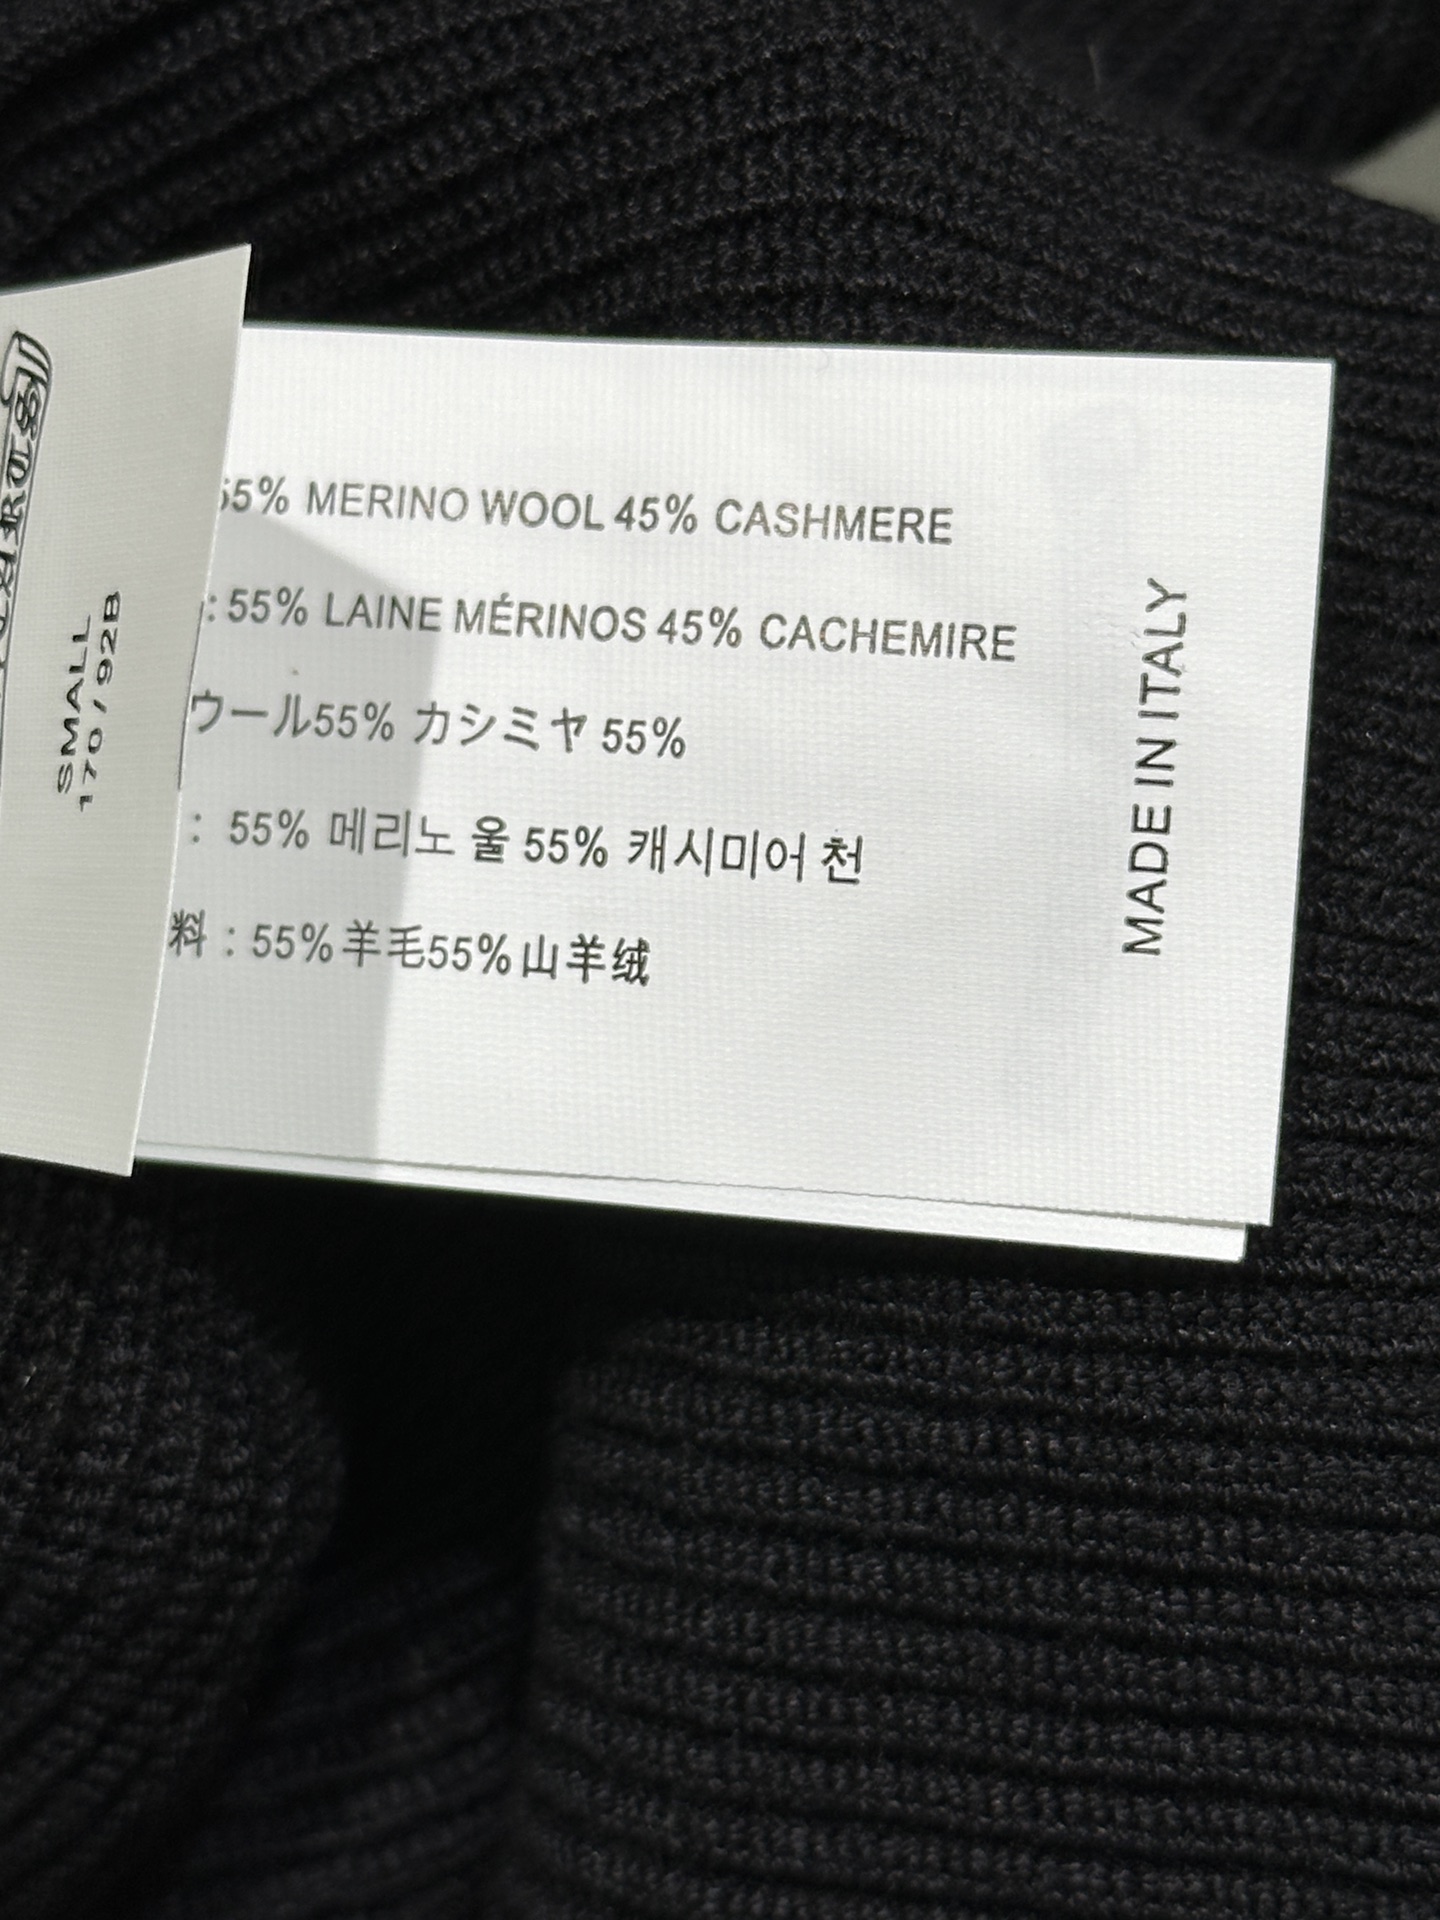 55% MERINO WOOL 45% CASHMERE
: 55% LAINE MÉRINOS 45% CACHEMIRE
ウール55% カシミヤ 55%
: 55% 메리노 울 55% 캐시미어 천
料 : 55%羊毛55%山羊绒
MADE IN ITALY
SMALL
170/92B